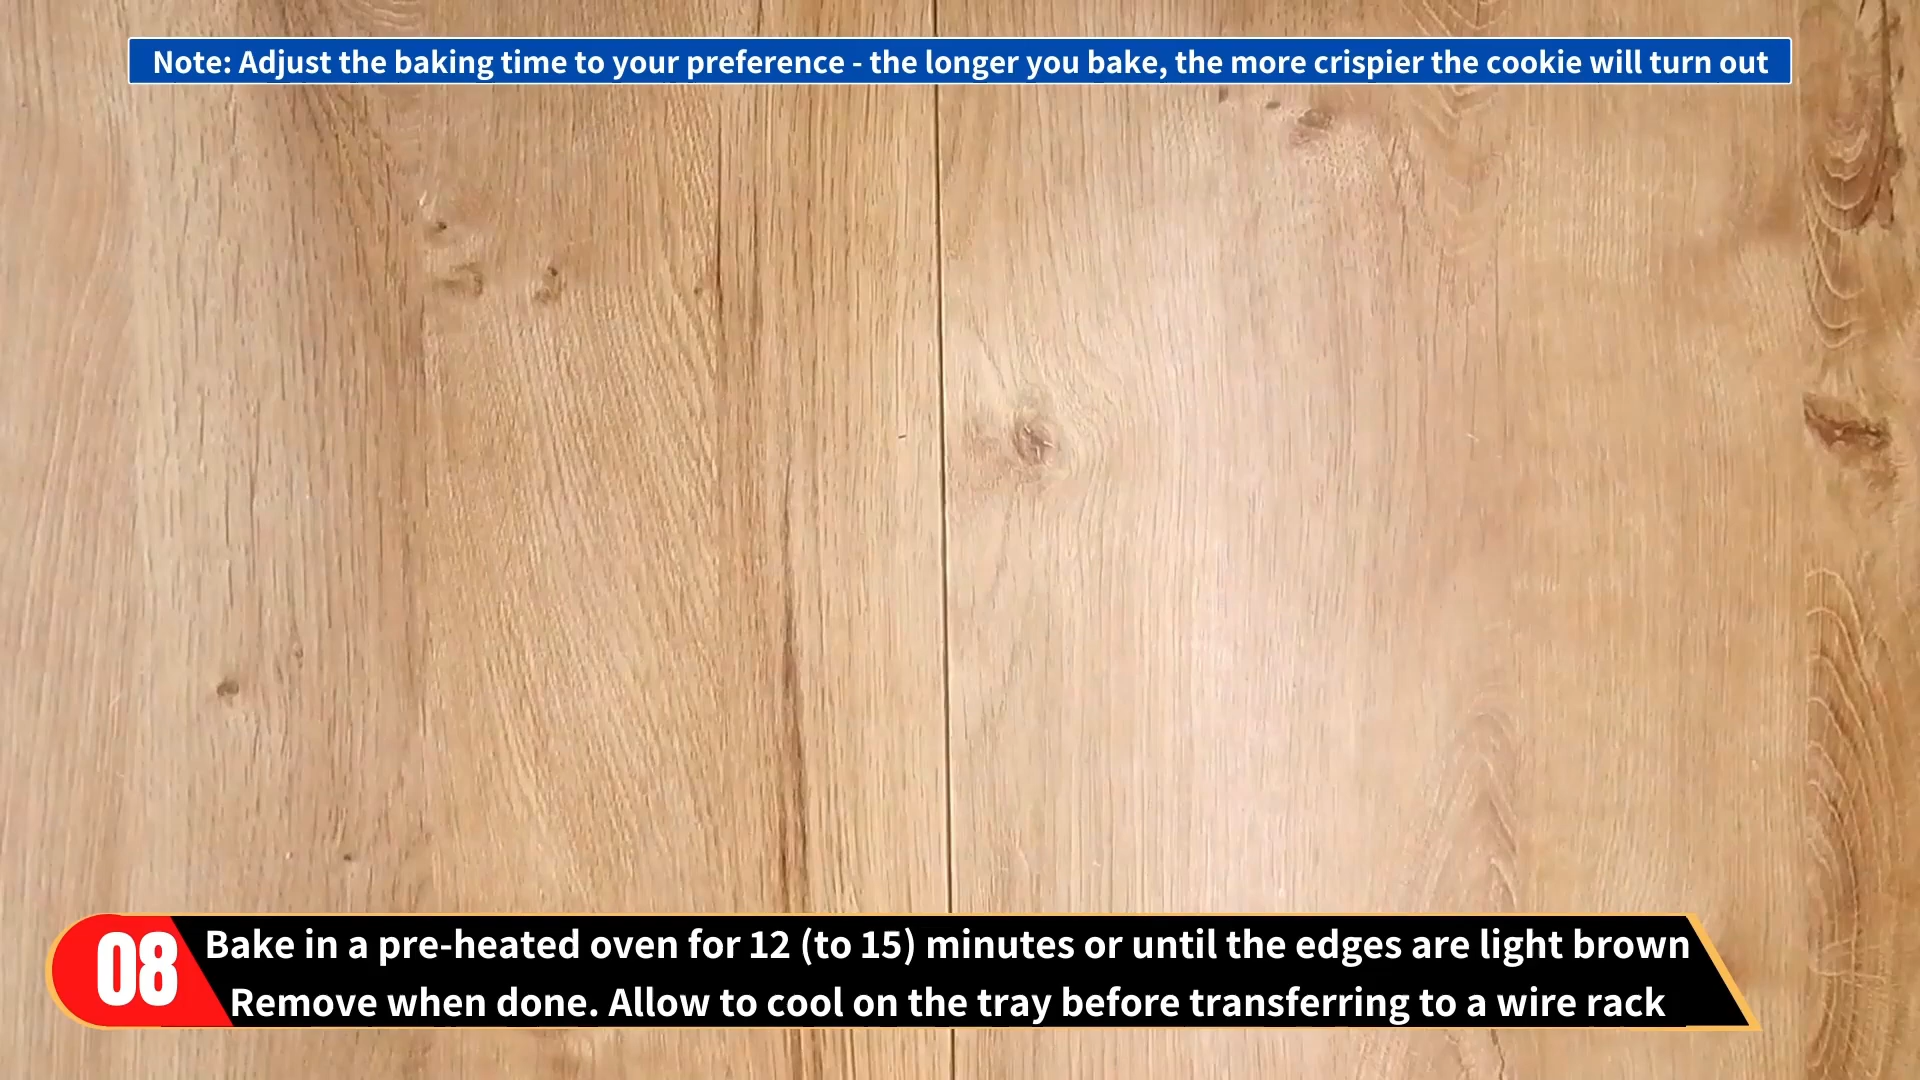 Note: Adjust the baking time to your preference - the longer you bake, the more crispier the cookie will turn out
08
Bake in a pre-heated oven for 12 (to 15) minutes or until the edges are light brown
Remove when done. Allow to cool on the tray before transferring to a wire rack